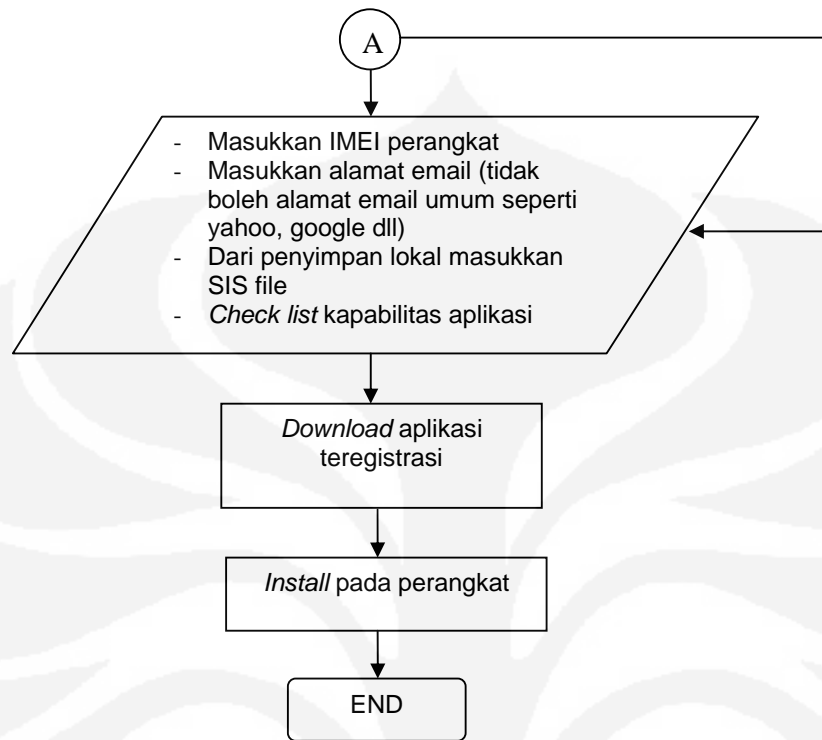 A
- Masukkan IMEI perangkat
- Masukkan alamat email (tidak
boleh alamat email umum seperti
yahoo, google dll)
- Dari penyimpan lokal masukkan
SIS file
- Check list kapabilitas aplikasi
Download aplikasi
teregistrasi
Install pada perangkat
END